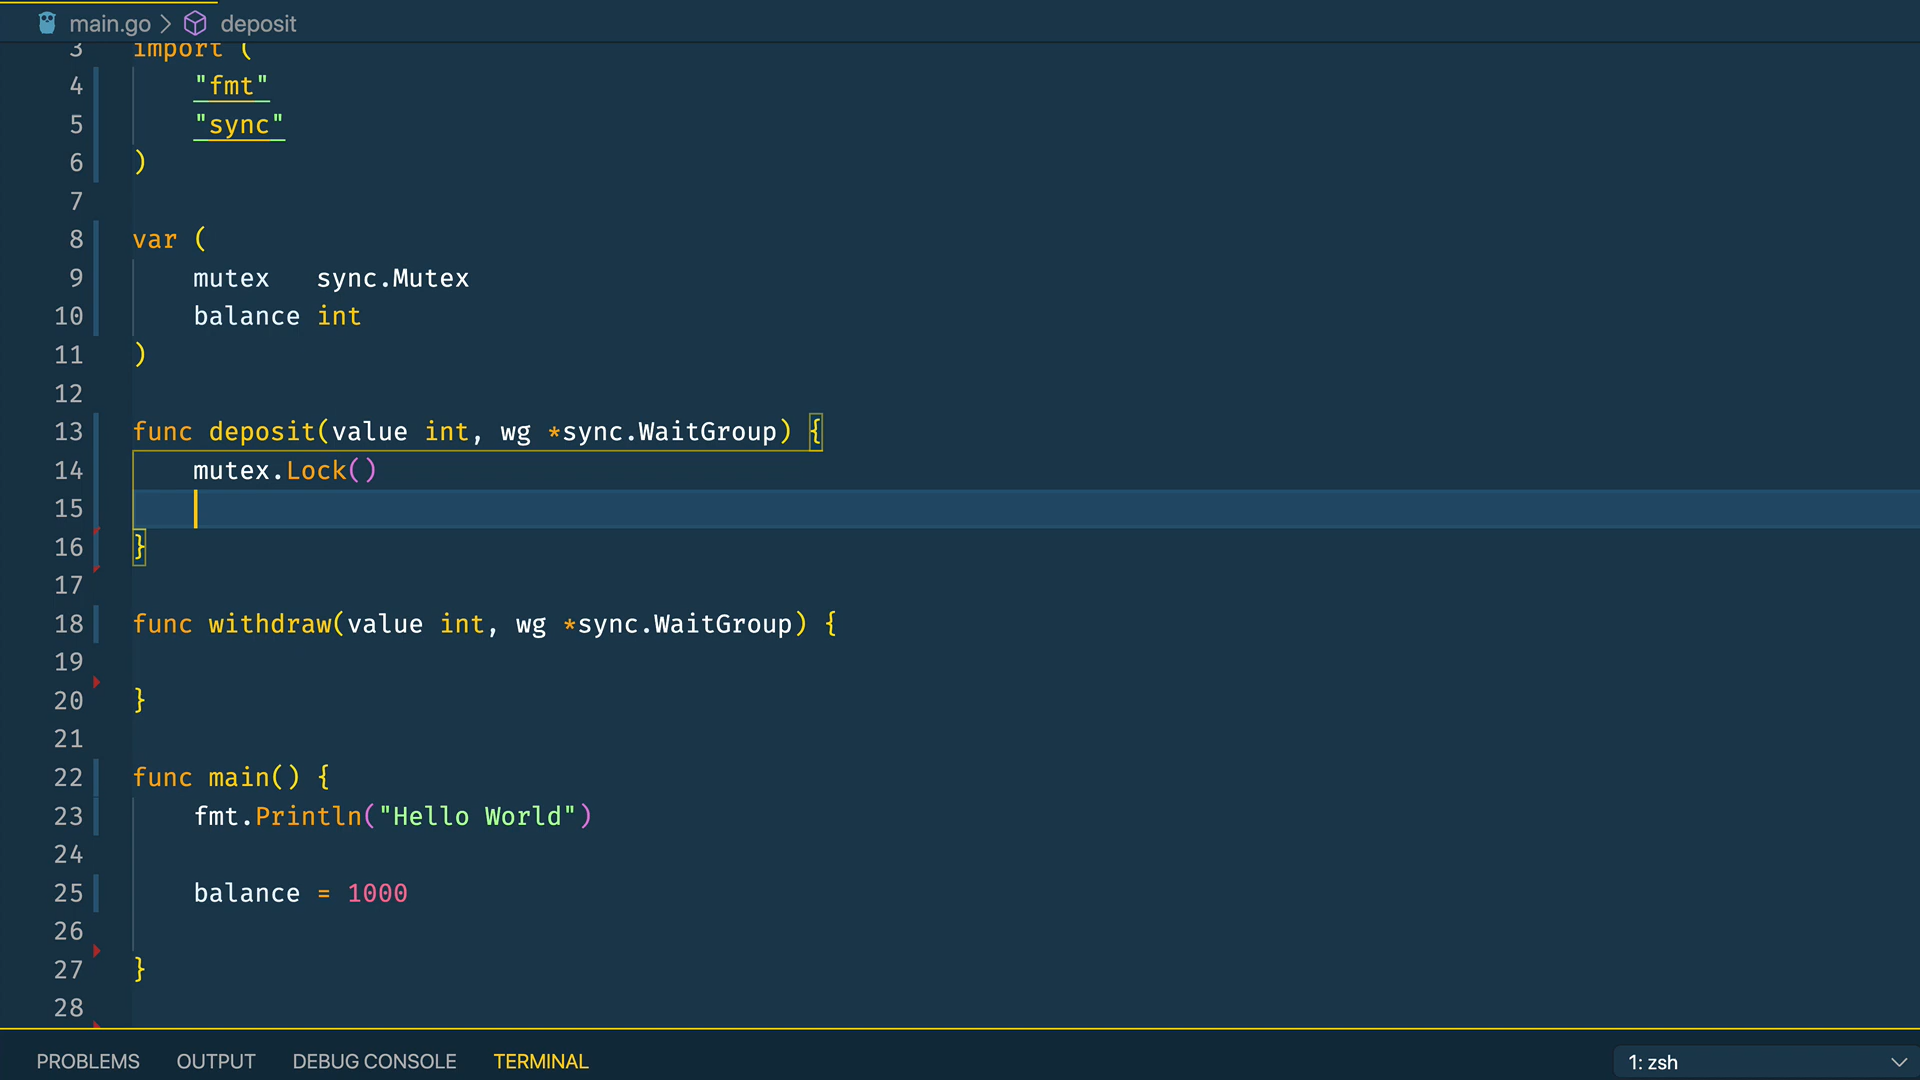 main.go > deposit
3 import (
4 "fmt"
5 "sync"
6 )
7
8 var (
9 mutex   sync.Mutex
10 balance int
11 )
12
13 func deposit(value int, wg *sync.WaitGroup) {
14 mutex.Lock()
15
16 }
17
18 func withdraw(value int, wg *sync.WaitGroup) {
19
20 }
21
22 func main() {
23 fmt.Println("Hello World")
24
25 balance = 1000
26
27 }
28
PROBLEMS OUTPUT DEBUG CONSOLE TERMINAL 1: zsh